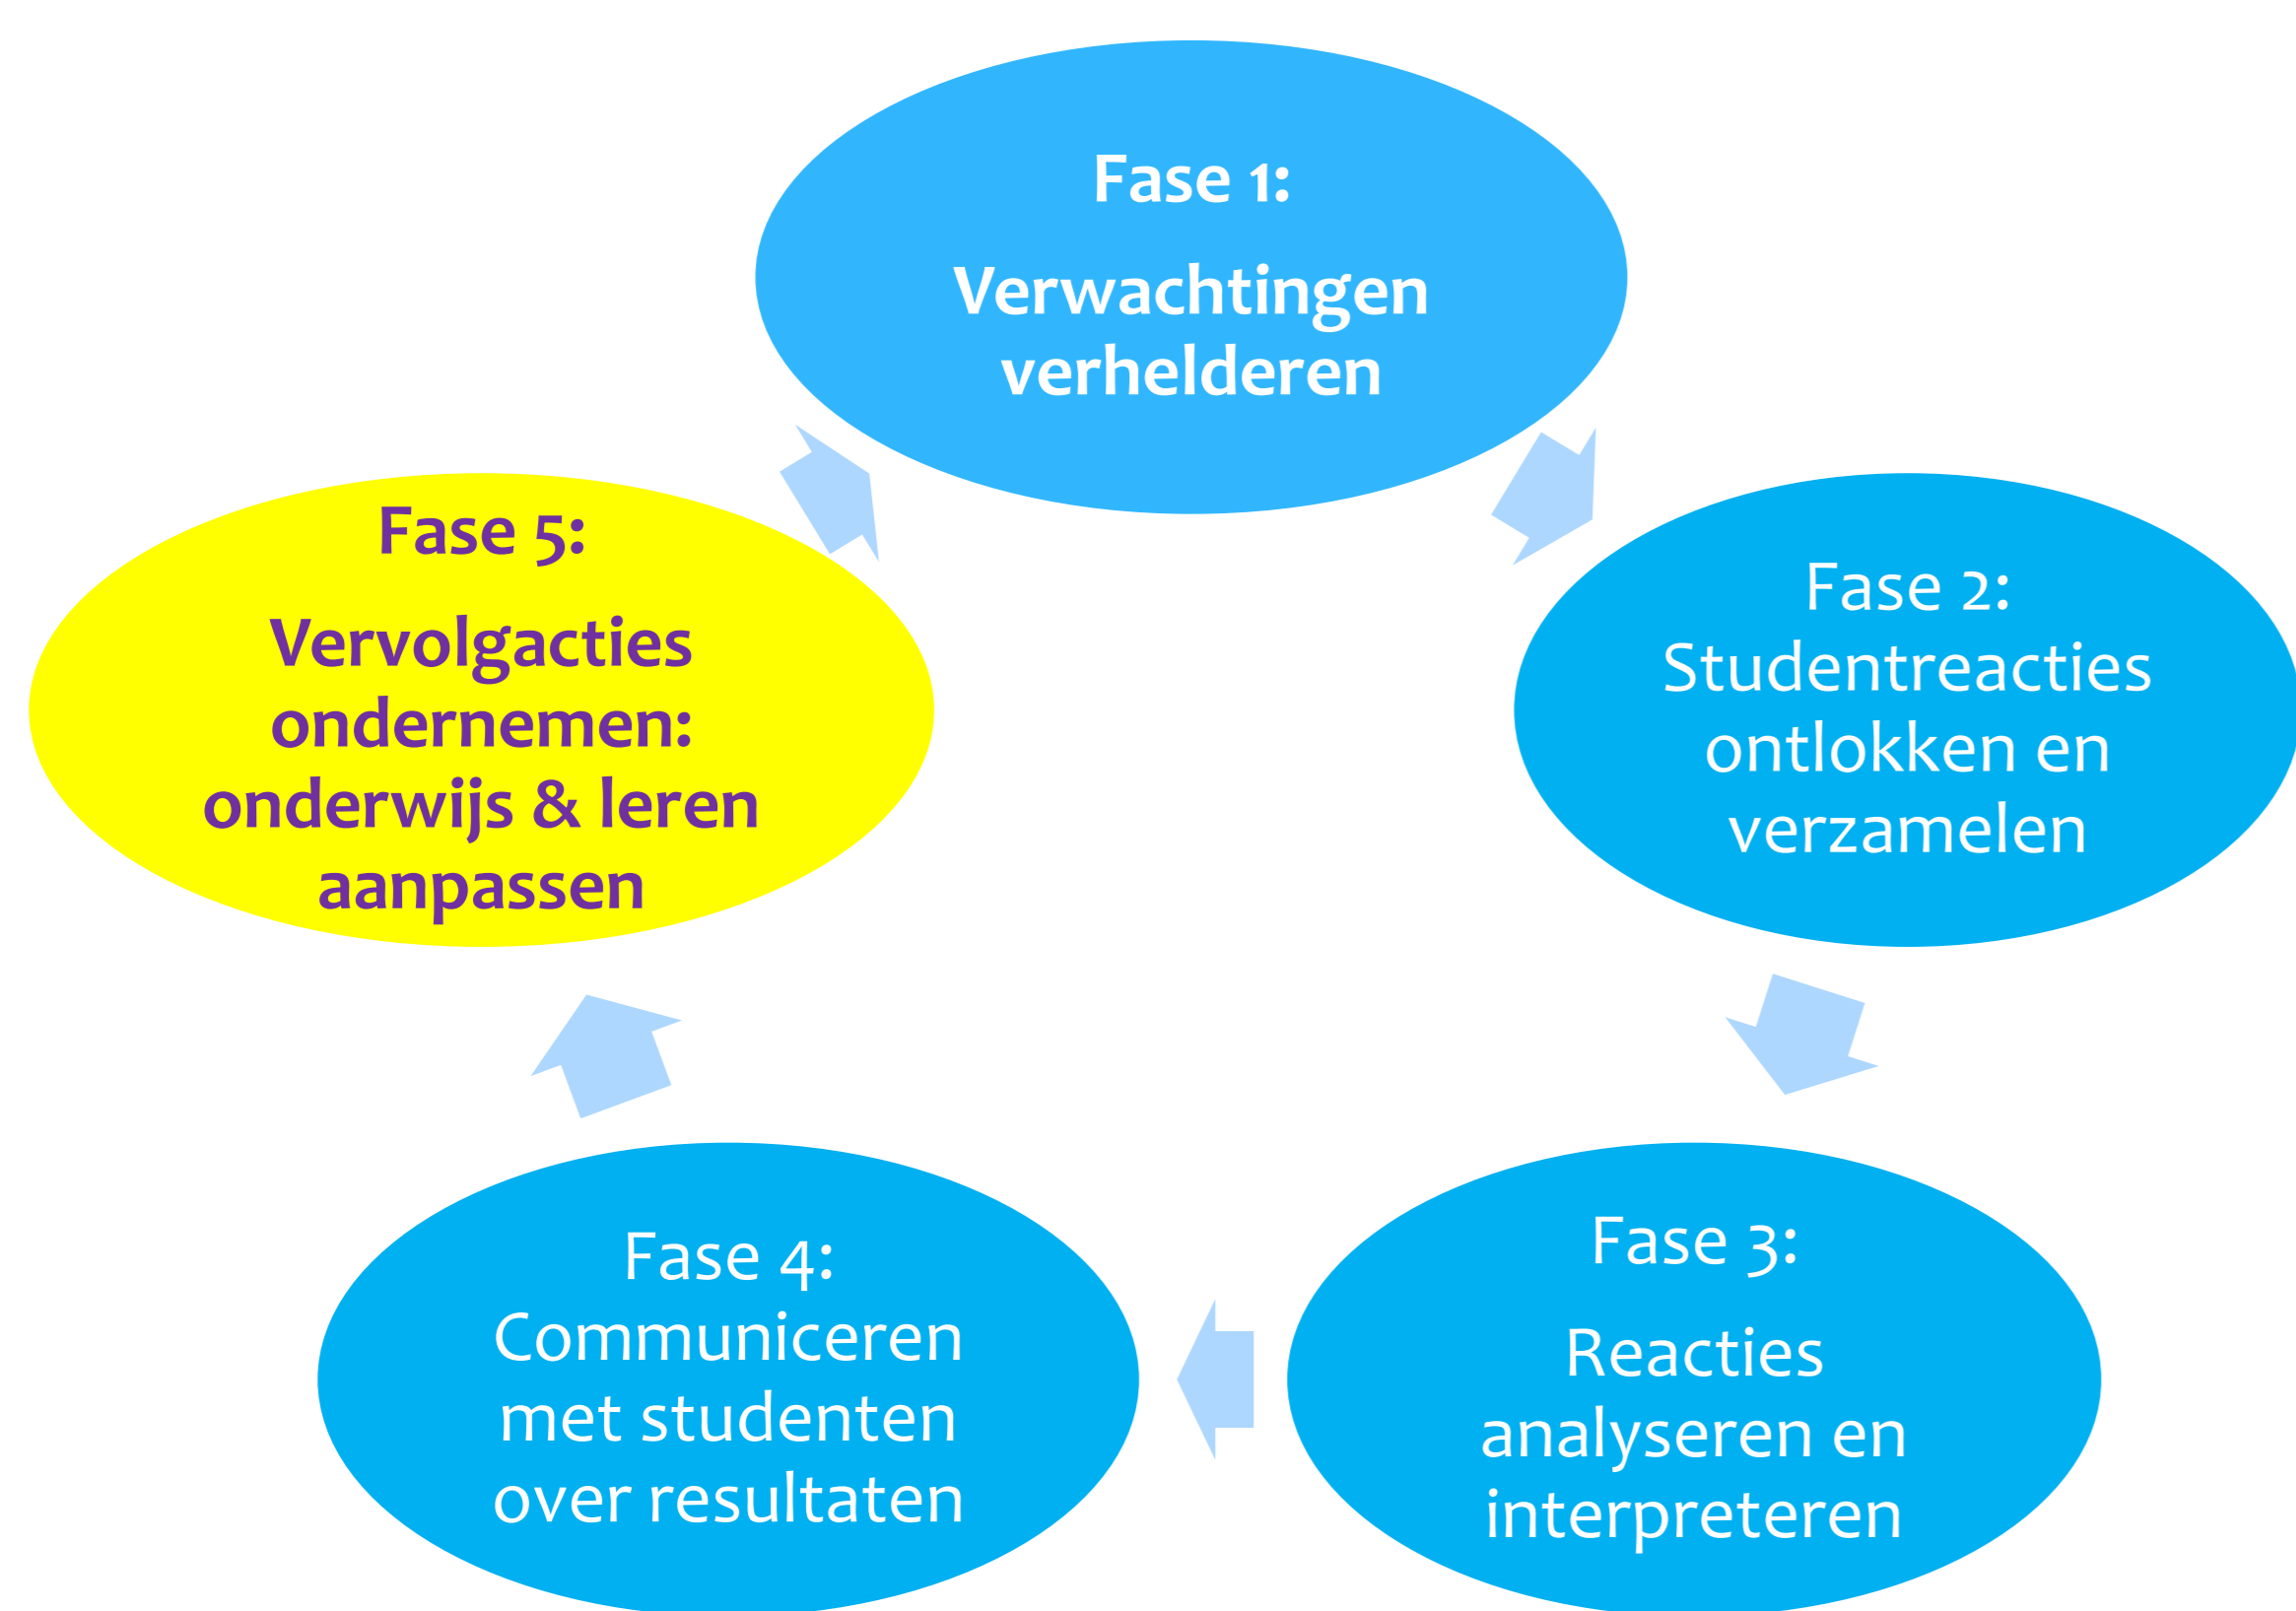 Fase 1:
Verwachtingen
verhelderen
Fase 2:
Studentreacties
ontlokken en
verzamelen
Fase 3:
Reacties
analyseren en
interpreteren
Fase 4:
Communiceren
met studenten
over resultaten
Fase 5:
Vervolgacties
ondernemen:
onderwijs & leren
aanpassen